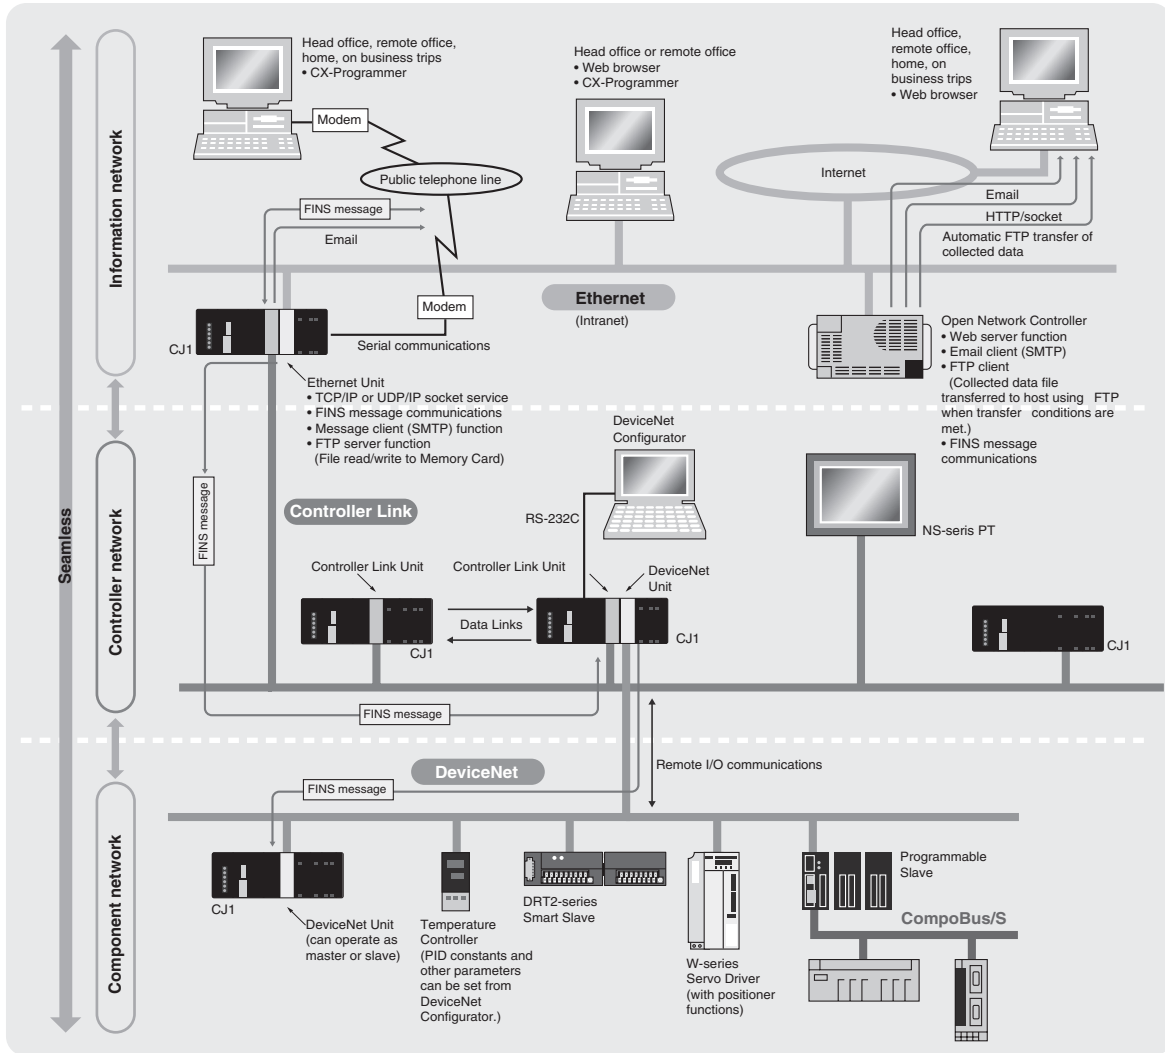 Seamless
Information network
Controller network
Component network
Head office, remote office,
home, on business trips
• CX-Programmer
Modem
Public telephone line
FINS message
Email
Modem
Serial communications
CJ1
Ethernet Unit
• TCP/IP or UDP/IP socket service
• FINS message communications
• Message client (SMTP) function
• FTP server function
(File read/write to Memory Card)
Head office or remote office
• Web browser
• CX-Programmer
Ethernet
(Intranet)
Head office,
remote office,
home, on
business trips
• Web browser
Internet
Email
HTTP/socket
Automatic FTP transfer of
collected data
Open Network Controller
• Web server function
• Email client (SMTP)
• FTP client
(Collected data file
transferred to host using FTP
when transfer conditions are
met.)
• FINS message
communications
FINS message
Controller Link
DeviceNet
Configurator
RS-232C
NS-seris PT
Controller Link Unit
Controller Link Unit
DeviceNet
Unit
Data Links
CJ1
CJ1
CJ1
FINS message
DeviceNet
Remote I/O communications
FINS message
CJ1
DeviceNet Unit
(can operate as
master or slave)
Temperature
Controller
(PID constants and
other parameters
can be set from
DeviceNet
Configurator.)
DRT2-series
Smart Slave
W-series
Servo Driver
(with positioner
functions)
Programmable
Slave
CompoBus/S